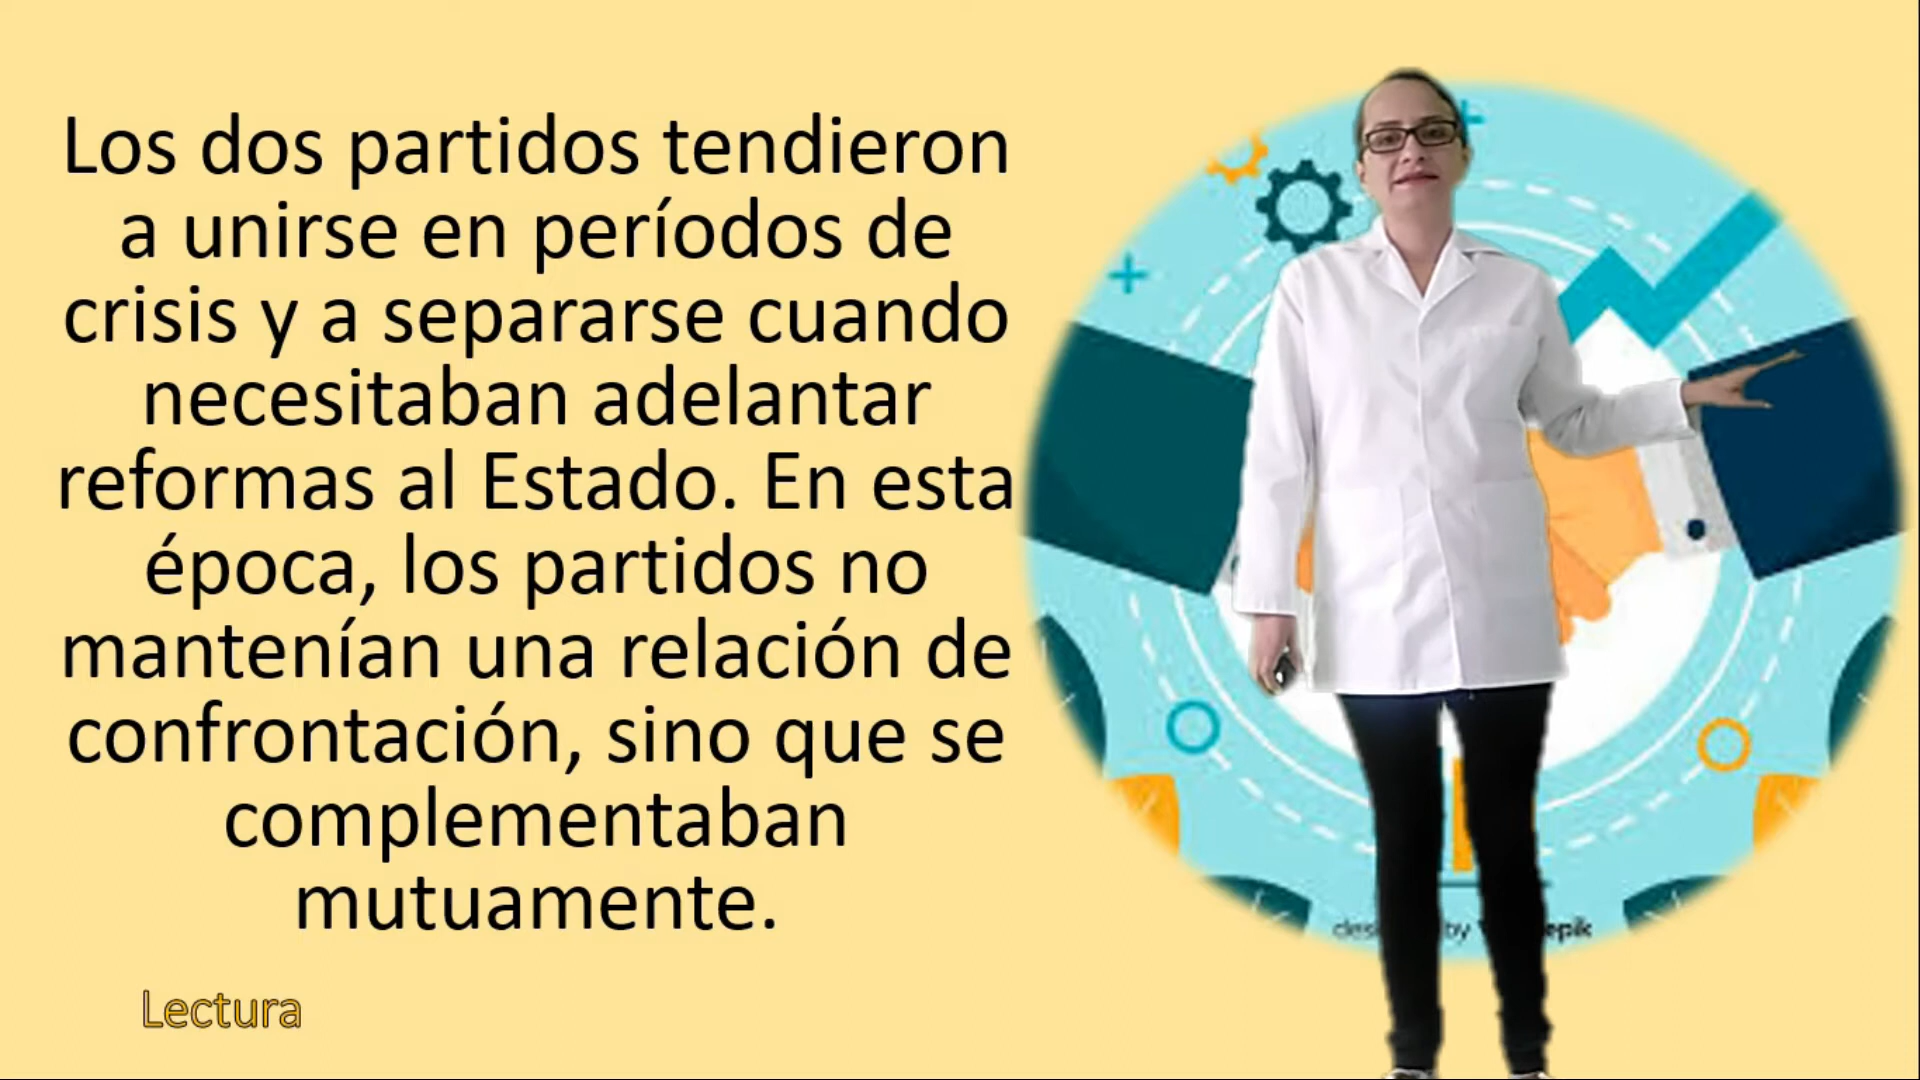 Los dos partidos tendieron
a unirse en períodos de
crisis y a separarse cuando
necesitaban adelantar
reformas al Estado. En esta
época, los partidos no
mantenían una relación de
confrontación, sino que se
complementaban
mutuamente.
Lectura
by